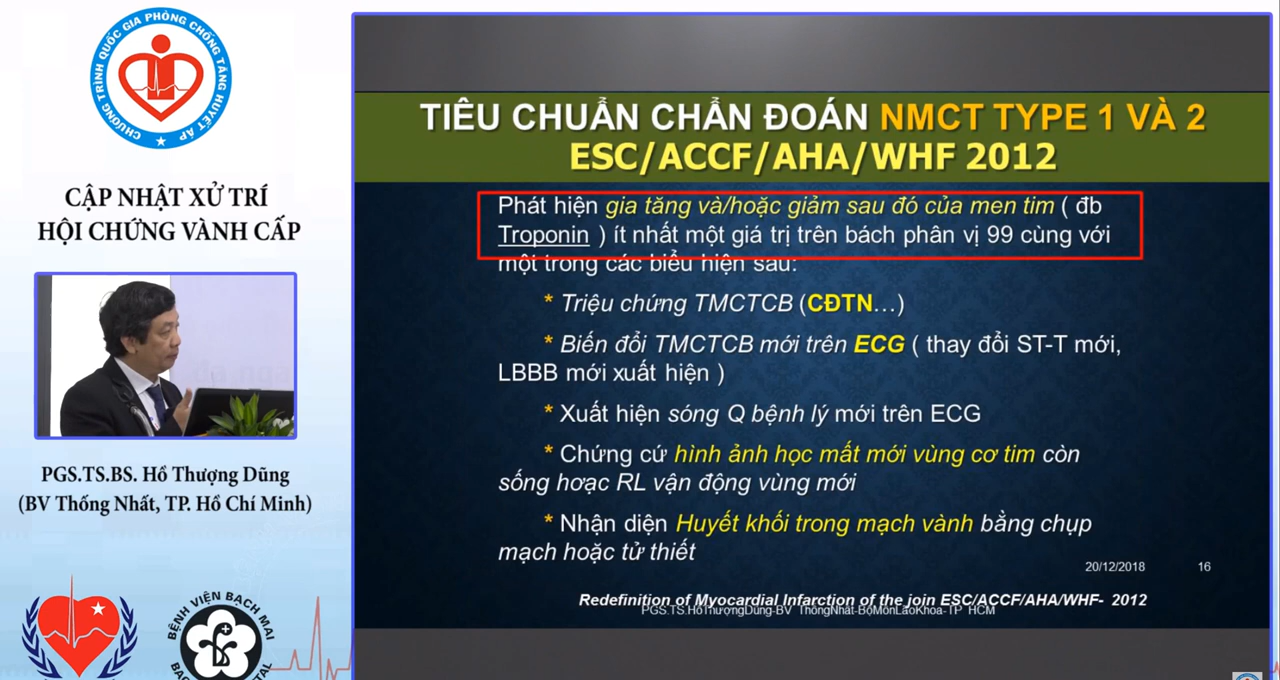 CHƯƠNG TRÌNH QUỐC GIA PHÒNG CHỐNG TĂNG HUYẾT ÁP
CẬP NHẬT XỬ TRÍ
HỘI CHỨNG VÀNH CẤP
PGS.TS.BS. Hồ Thượng Dũng
(BV Thống Nhất, TP. Hồ Chí Minh)
BỆNH VIỆN BẠCH MAI
TIÊU CHUẨN CHẨN ĐOÁN NMCT TYPE 1 VÀ 2
ESC/ACCF/AHA/WHF 2012
Phát hiện gia tăng và/hoặc giảm sau đó của men tim ( đb
Troponin ) ít nhất một giá trị trên bách phân vị 99 cùng với
một trong các biểu hiện sau:
* Triệu chứng TMCTCB (CĐTN…)
* Biến đổi TMCTCB mới trên ECG ( thay đổi ST-T mới,
LBBB mới xuất hiện )
* Xuất hiện sóng Q bệnh lý mới trên ECG
* Chứng cứ hình ảnh học mất mới vùng cơ tim còn
sống hoạc RL vận động vùng mới
* Nhận diện Huyết khối trong mạch vành bằng chụp
mạch hoặc tử thiết
20/12/2018 16
Redefinition of Myocardial Infarction of the join ESC/ACCF/AHA/WHF- 2012
PGS.TS.HồThượngDũng-BV ThốngNhất-BộMônLãoKhoa-TP HCM